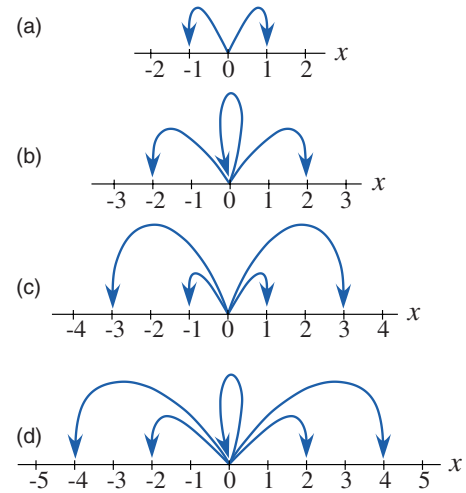 (a)
-2 -1 0 1 2 x
(b)
-3 -2 -1 0 1 2 3 x
(c)
-4 -3 -2 -1 0 1 2 3 4 x
(d)
-5 -4 -3 -2 -1 0 1 2 3 4 5 x